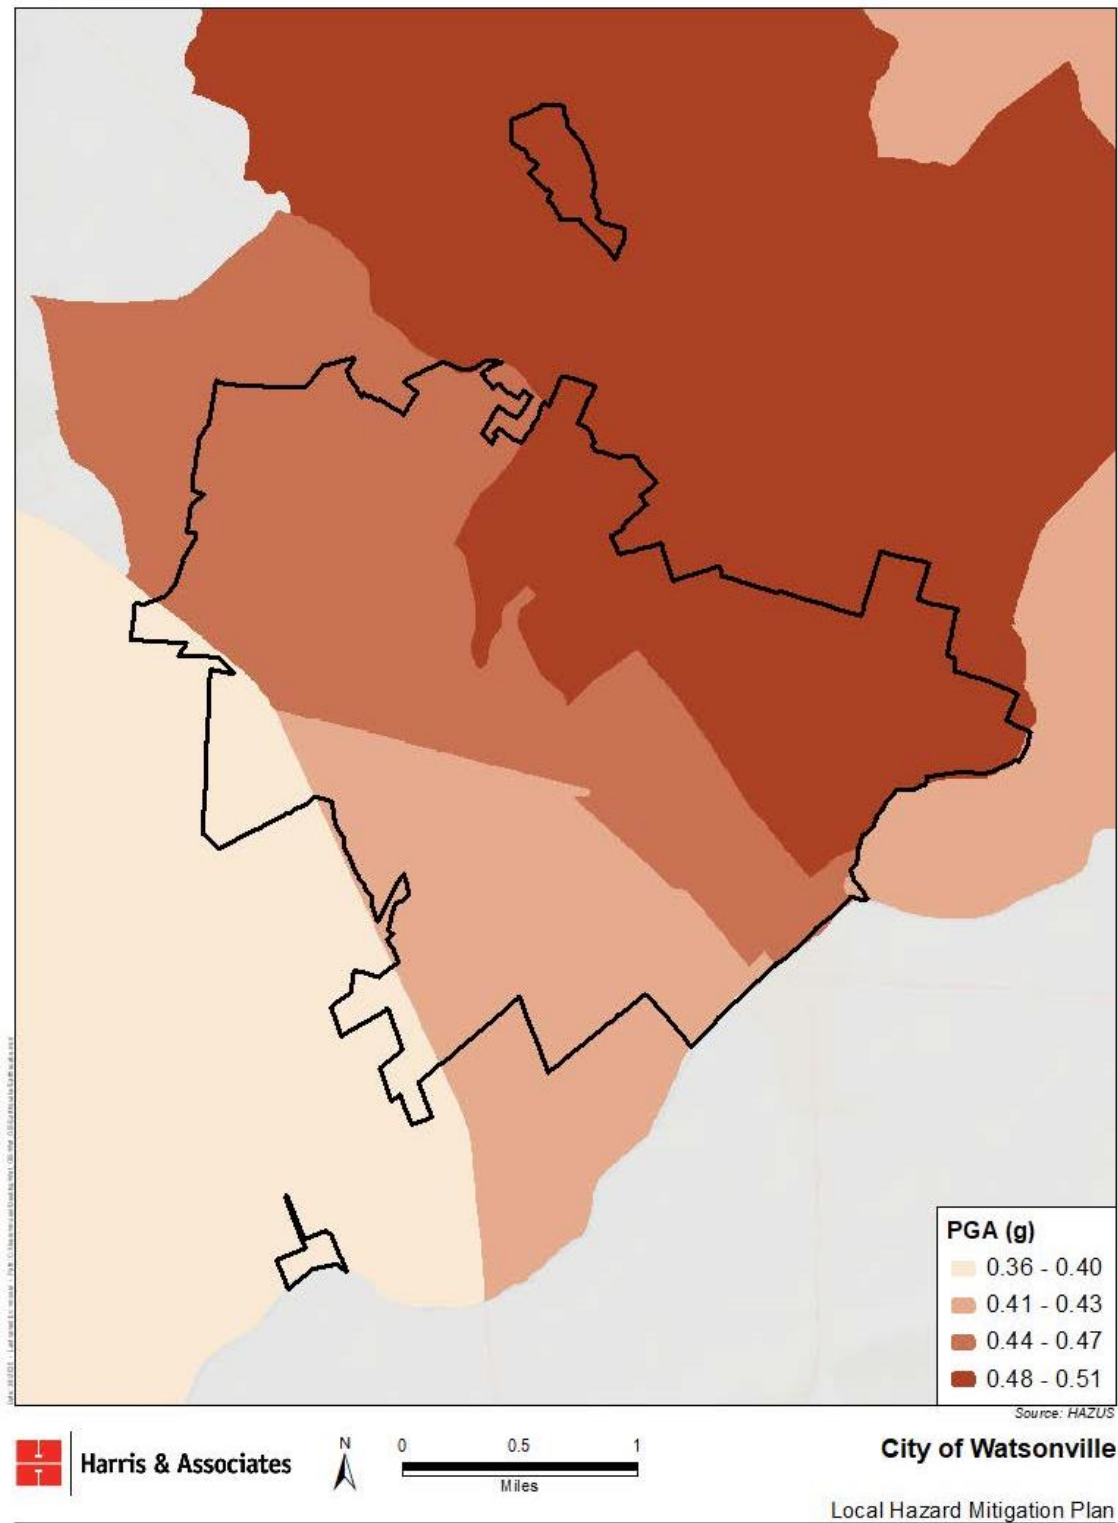 PGA (g)
0.36 - 0.40
0.41 - 0.43
0.44 - 0.47
0.48 - 0.51
Source: HAZUS
Harris & Associates
N
0 0.5 1
Miles
City of Watsonville
Local Hazard Mitigation Plan